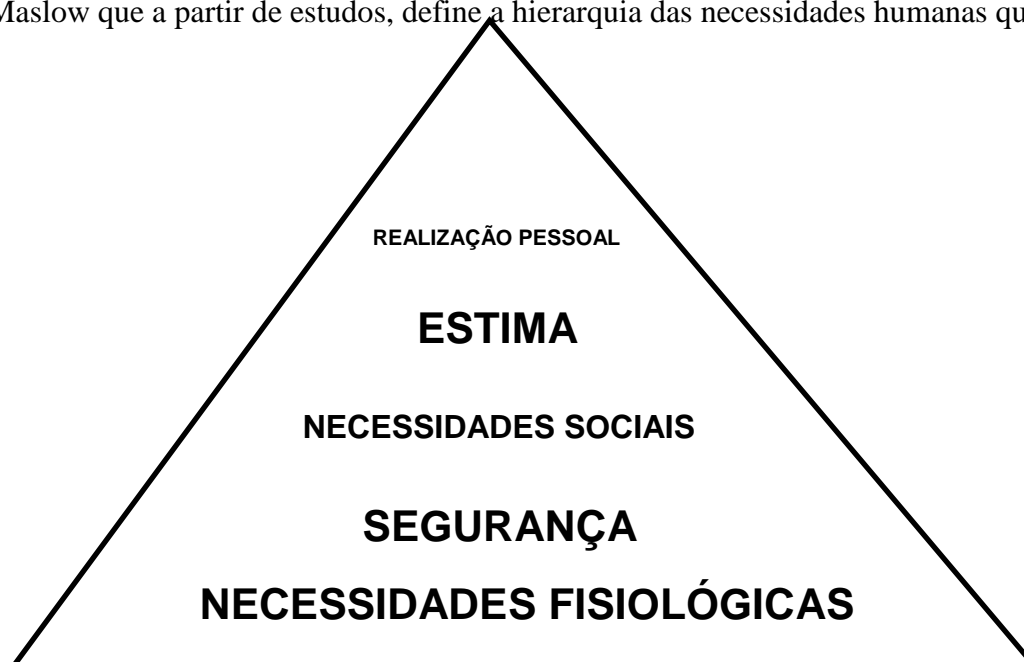 Maslow que a partir de estudos, define a hierarquia das necessidades humanas qu
REALIZAÇÃO PESSOAL
ESTIMA
NECESSIDADES SOCIAIS
SEGURANÇA
NECESSIDADES FISIOLÓGICAS